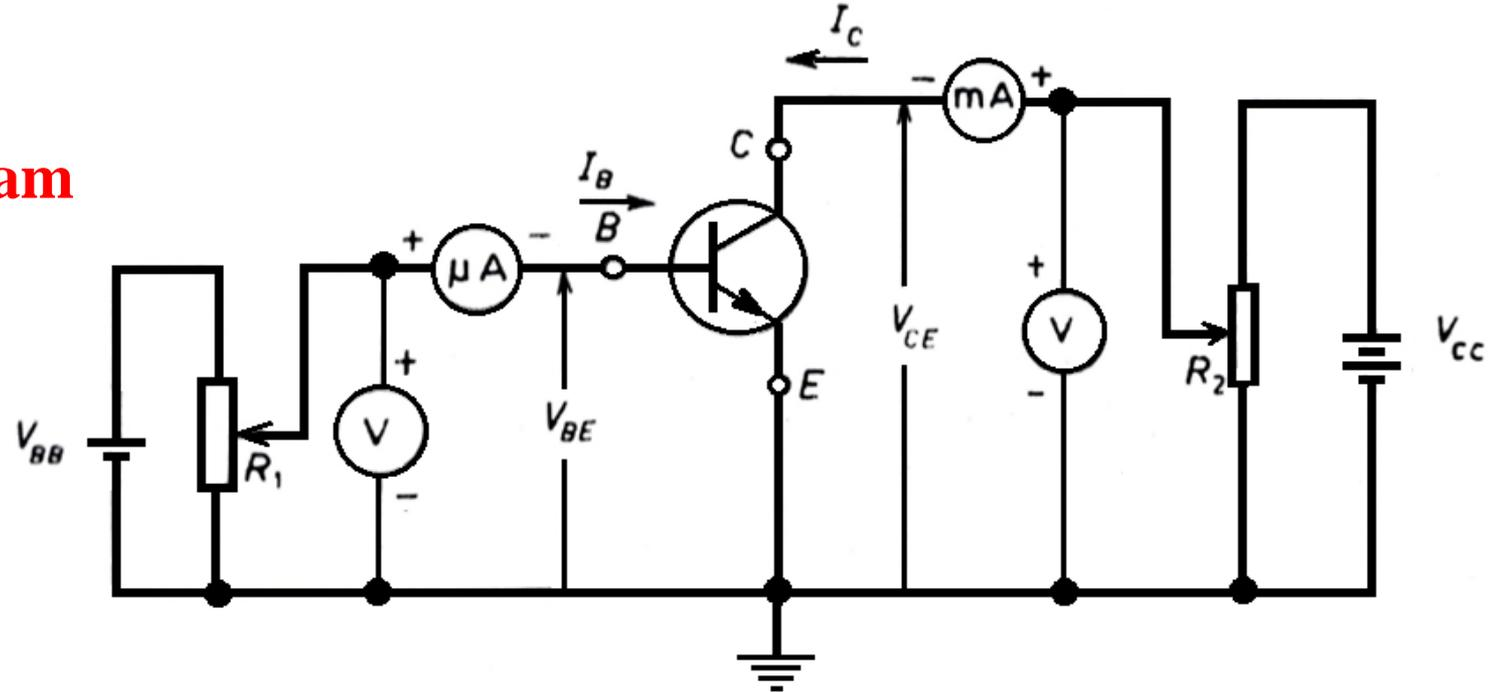 am
I_C
- mA +
C
I_B
B
+ μA -
V_CE
+
V
-
R_2
V_CC
E
+
V
-
V_BE
V_BB
R_1